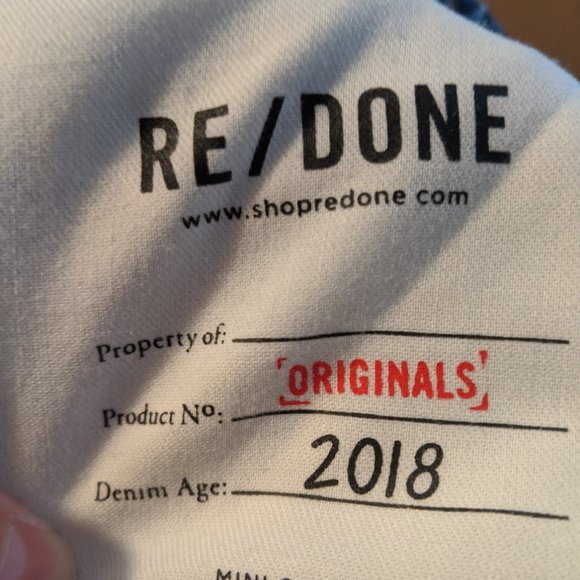 RE/DONE
www.shopredone com
Property of:
ORIGINALS
Product Nº:
2018
Denim Age: